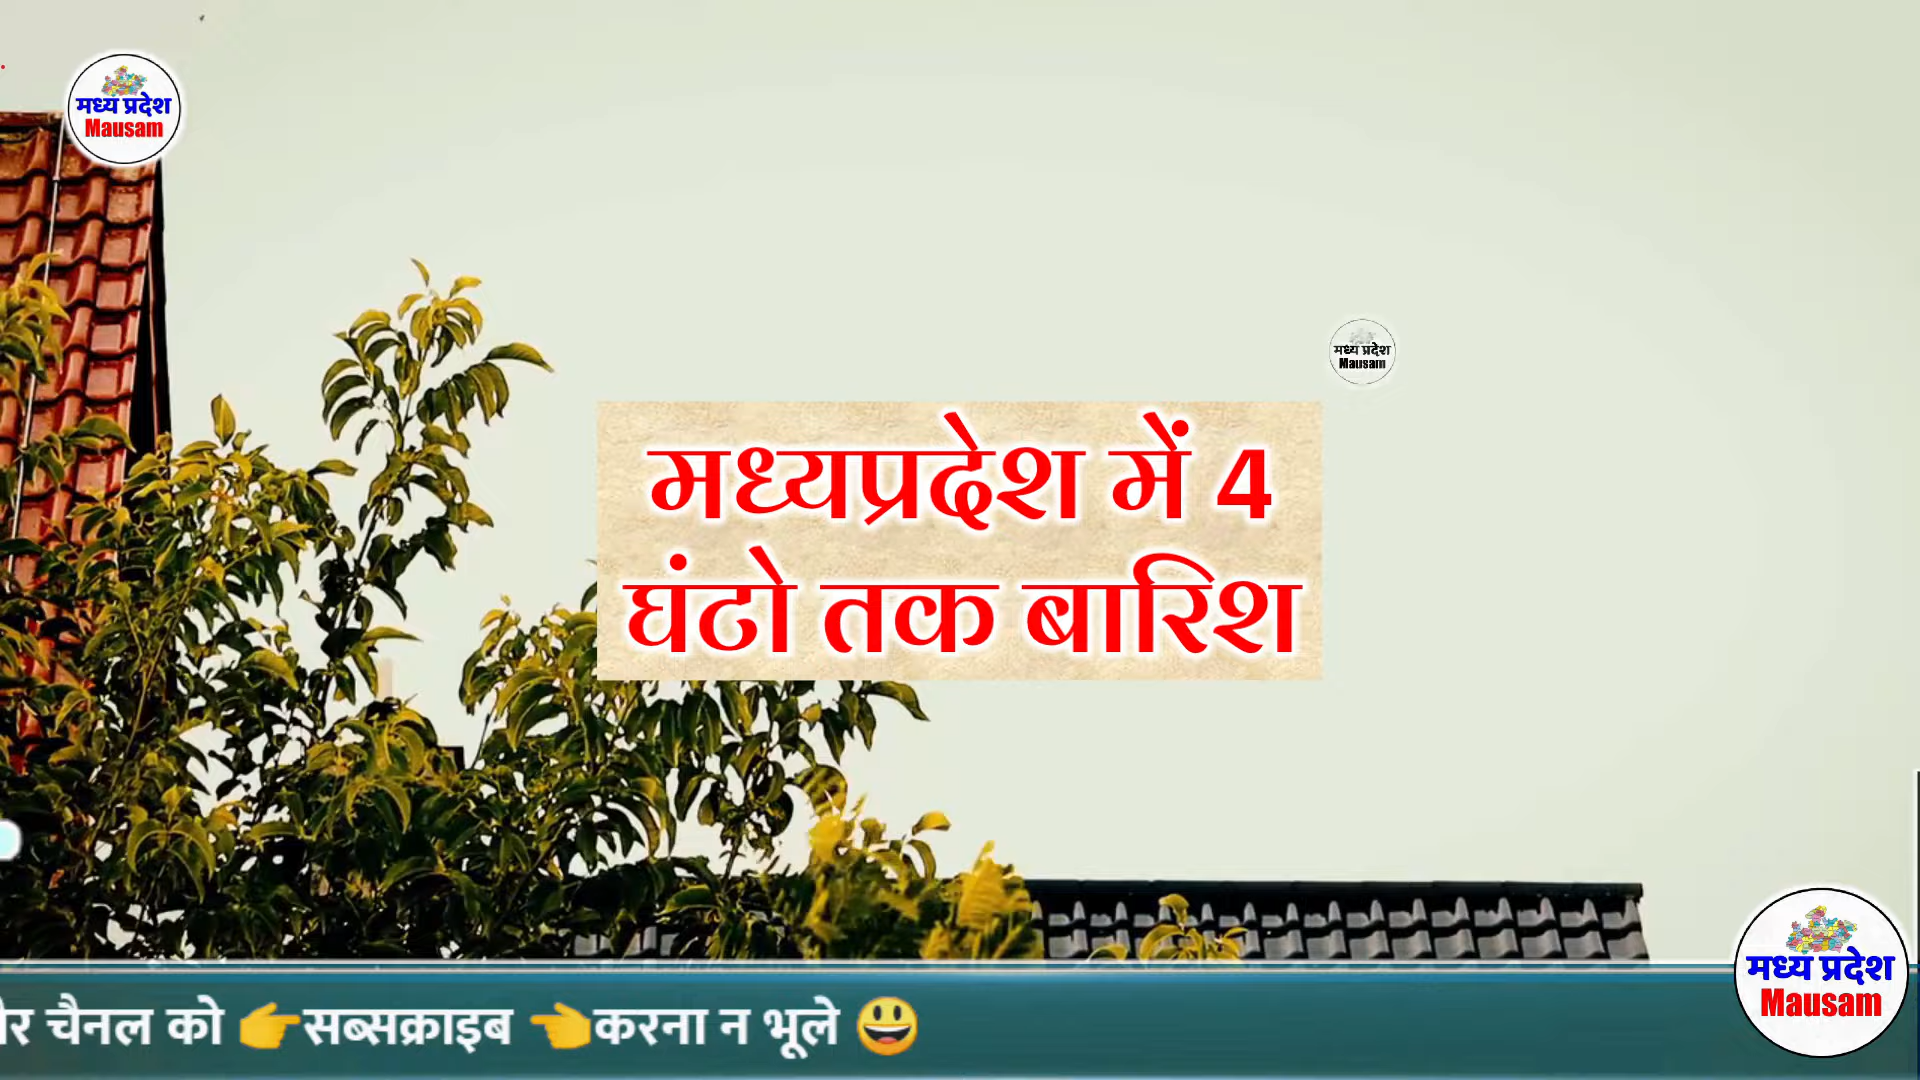 मध्य प्रदेश
Mausam
मध्य प्रदेश
Mausam
मध्यप्रदेश में 4
घंटो तक बारिश
मध्य प्रदेश
Mausam
चैनल को 👉सब्सक्राइब 👈करना न भूले 😃